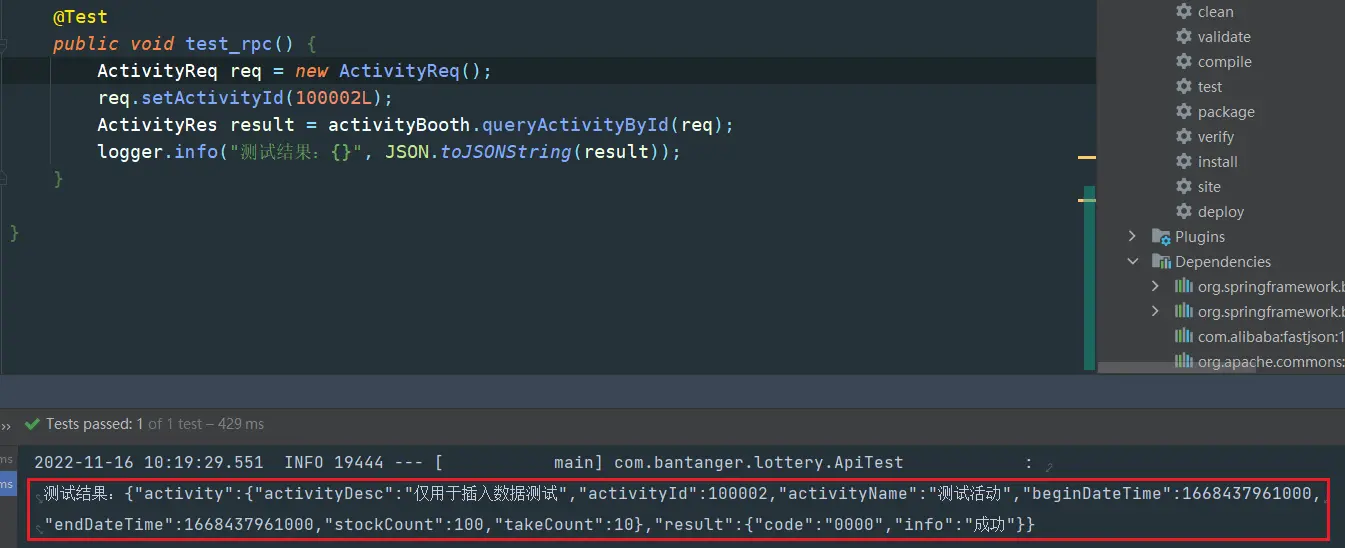 @Test
public void test_rpc() {
ActivityReq req = new ActivityReq();
req.setActivityId(100002L);
ActivityRes result = activityBooth.queryActivityById(req);
logger.info("测试结果：{}", JSON.toJSONString(result));
}
}
clean
validate
compile
test
package
verify
install
site
deploy
Plugins
Dependencies
org.springframework.b
org.springframework.b
com.alibaba:fastjson:1
org.apache.commons:
›› Tests passed: 1 of 1 test – 429 ms
ms
2022-11-16 10:19:29.551  INFO 19444 --- [           main] com.bantanger.lottery.ApiTest            :
ms
测试结果：{"activity":{"activityDesc":"仅用于插入数据测试","activityId":100002,"activityName":"测试活动","beginDateTime":1668437961000,
"endDateTime":1668437961000,"stockCount":100,"takeCount":10},"result":{"code":"0000","info":"成功"}}